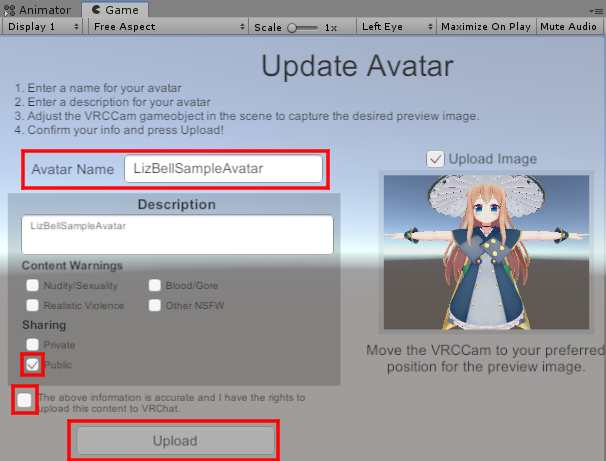 Animator Game
Display 1 Free Aspect Scale 1x Left Eye Maximize On Play Mute Audio
Update Avatar
1. Enter a name for your avatar
2. Enter a description for your avatar
3. Adjust the VRCCam gameobject in the scene to capture the desired preview image.
4. Confirm your info and press Upload!
Avatar Name LizBellSampleAvatar
Upload Image
Description
LizBellSampleAvatar
Content Warnings
Nudity/Sexuality Blood/Gore
Realistic Violence Other NSFW
Sharing
Private
Public
Move the VRCCam to your preferred
position for the preview image.
The above information is accurate and I have the rights to
upload this content to VRChat.
Upload